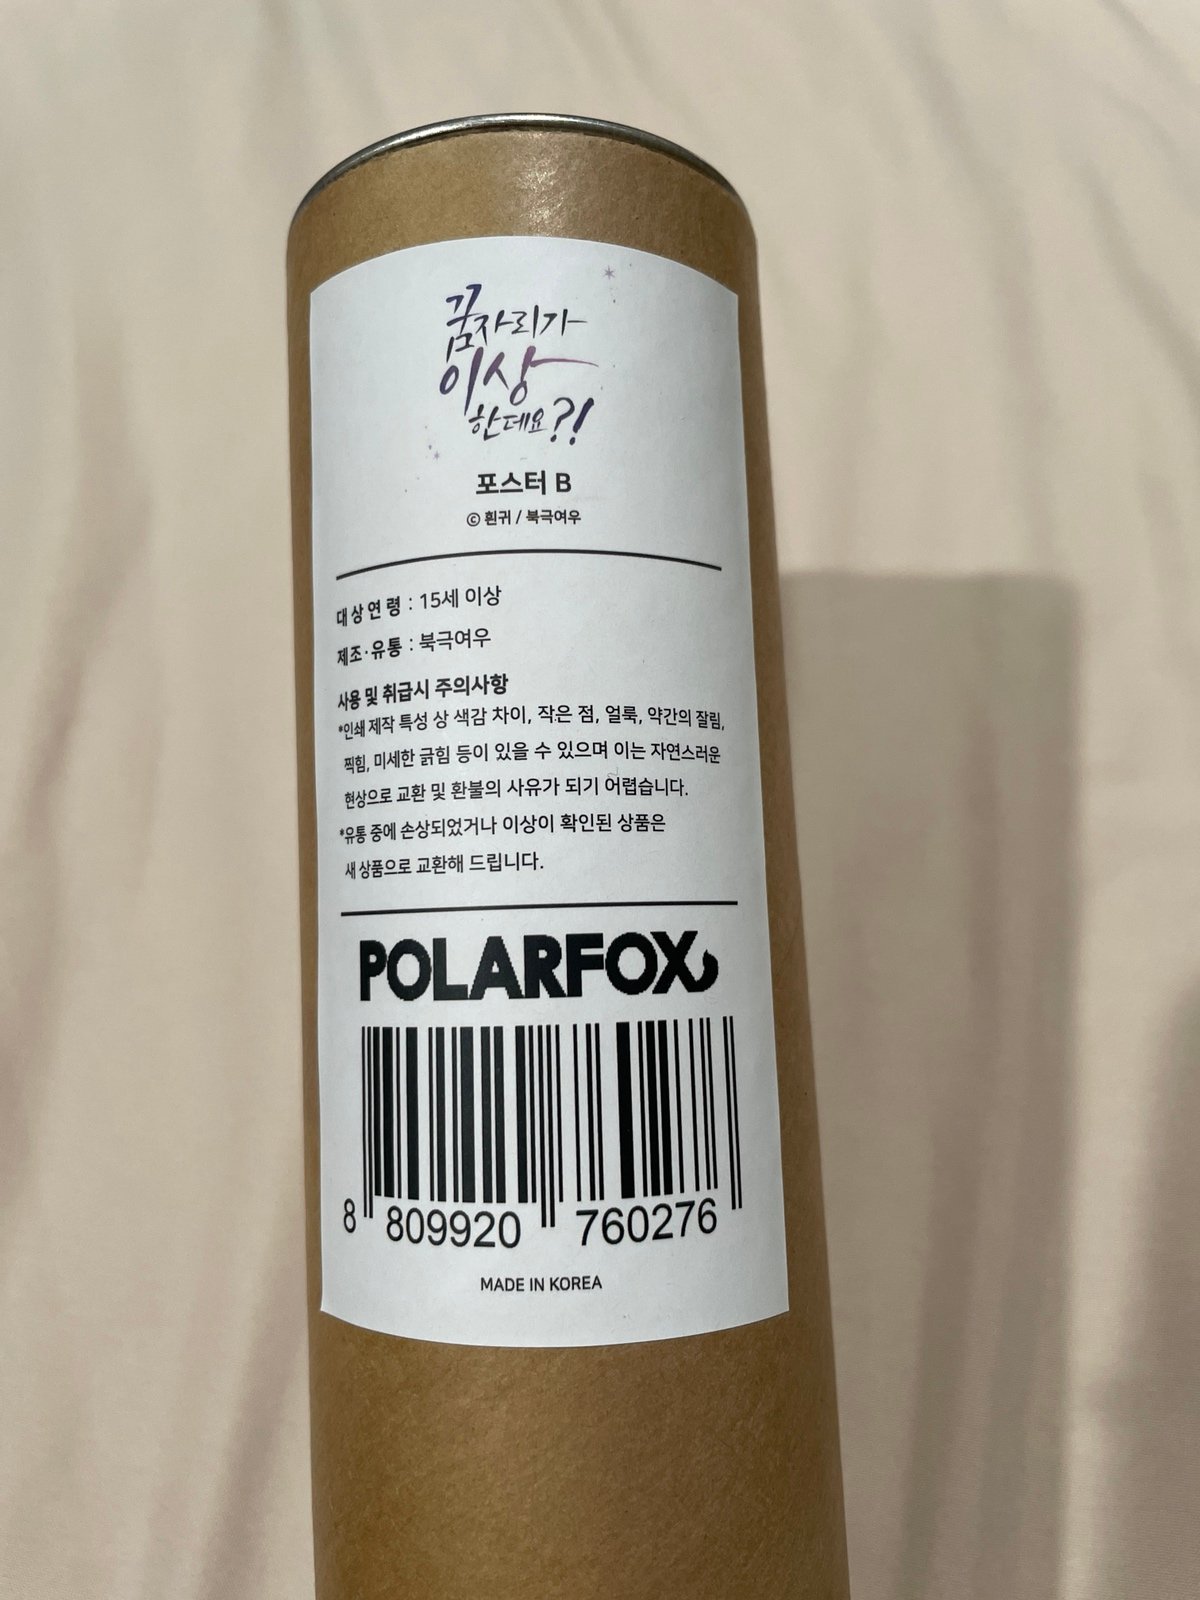 꿈자리가
이상
한데요?!
포스터 B
© 흰귀 / 북극여우
대상연령 : 15세 이상
제조·유통 : 북극여우
사용 및 취급시 주의사항
*인쇄 제작 특성 상 색감 차이, 작은 점, 얼룩, 약간의 잘림,
찍힘, 미세한 긁힘 등이 있을 수 있으며 이는 자연스러운
현상으로 교환 및 환불의 사유가 되기 어렵습니다.
*유통 중에 손상되었거나 이상이 확인된 상품은
새 상품으로 교환해 드립니다.
POLARFOX
8 809920 760276
MADE IN KOREA